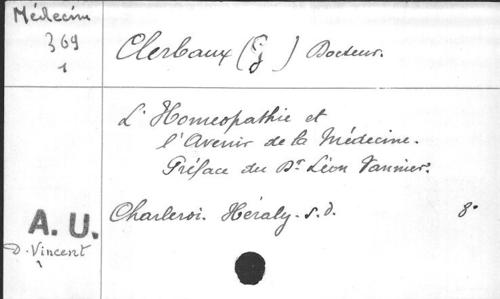 Médecine
369
1
Clerbaux (G) Docteur.
L'Homeopathie et
l'Avenir de la Médecine.
Préface du Dr Léon Vannier.
Charleroi. Héraly. s.d. 8°
A. U.
D. Vincent